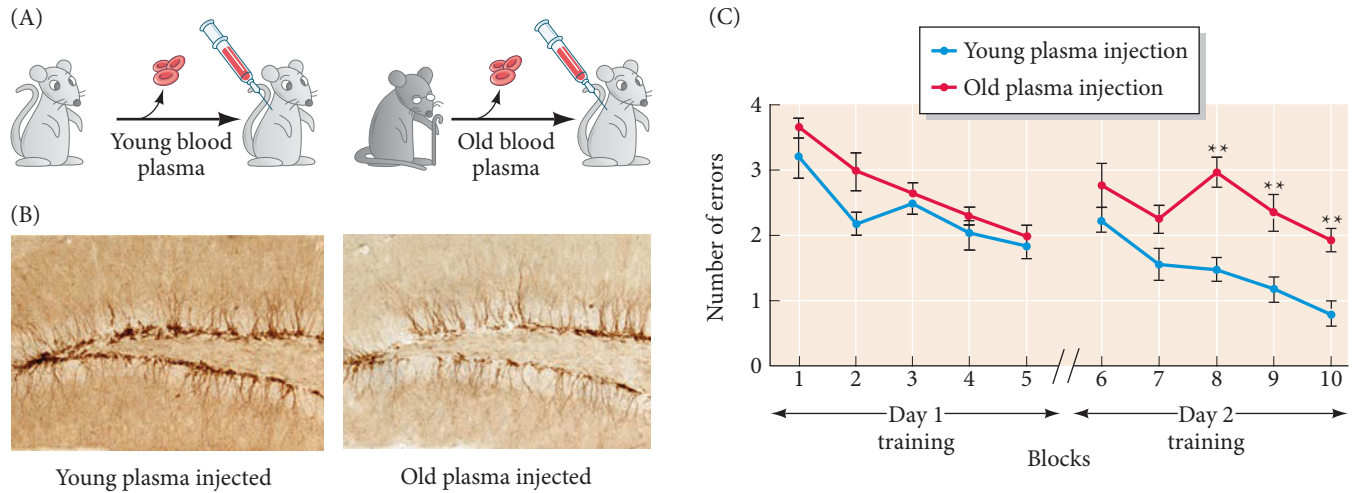 (A)
Young blood
plasma
Old blood
plasma
(B)
Young plasma injected
Old plasma injected
(C)
Young plasma injection
Old plasma injection
Number of errors
4
3
2
1
0
**
**
**
1 2 3 4 5 6 7 8 9 10
Day 1
training
Day 2
training
Blocks